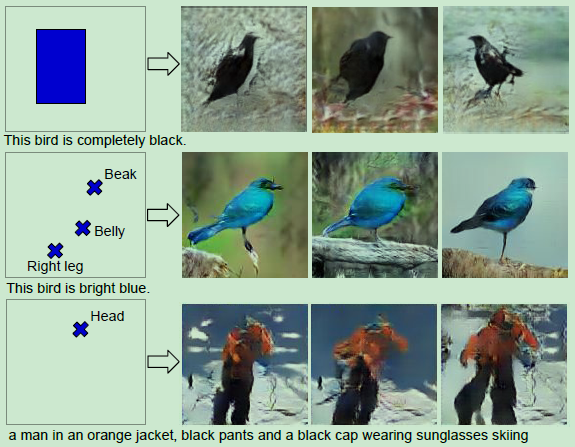 This bird is completely black.
Beak
Belly
Right leg
This bird is bright blue.
Head
a man in an orange jacket, black pants and a black cap wearing sunglasses skiing